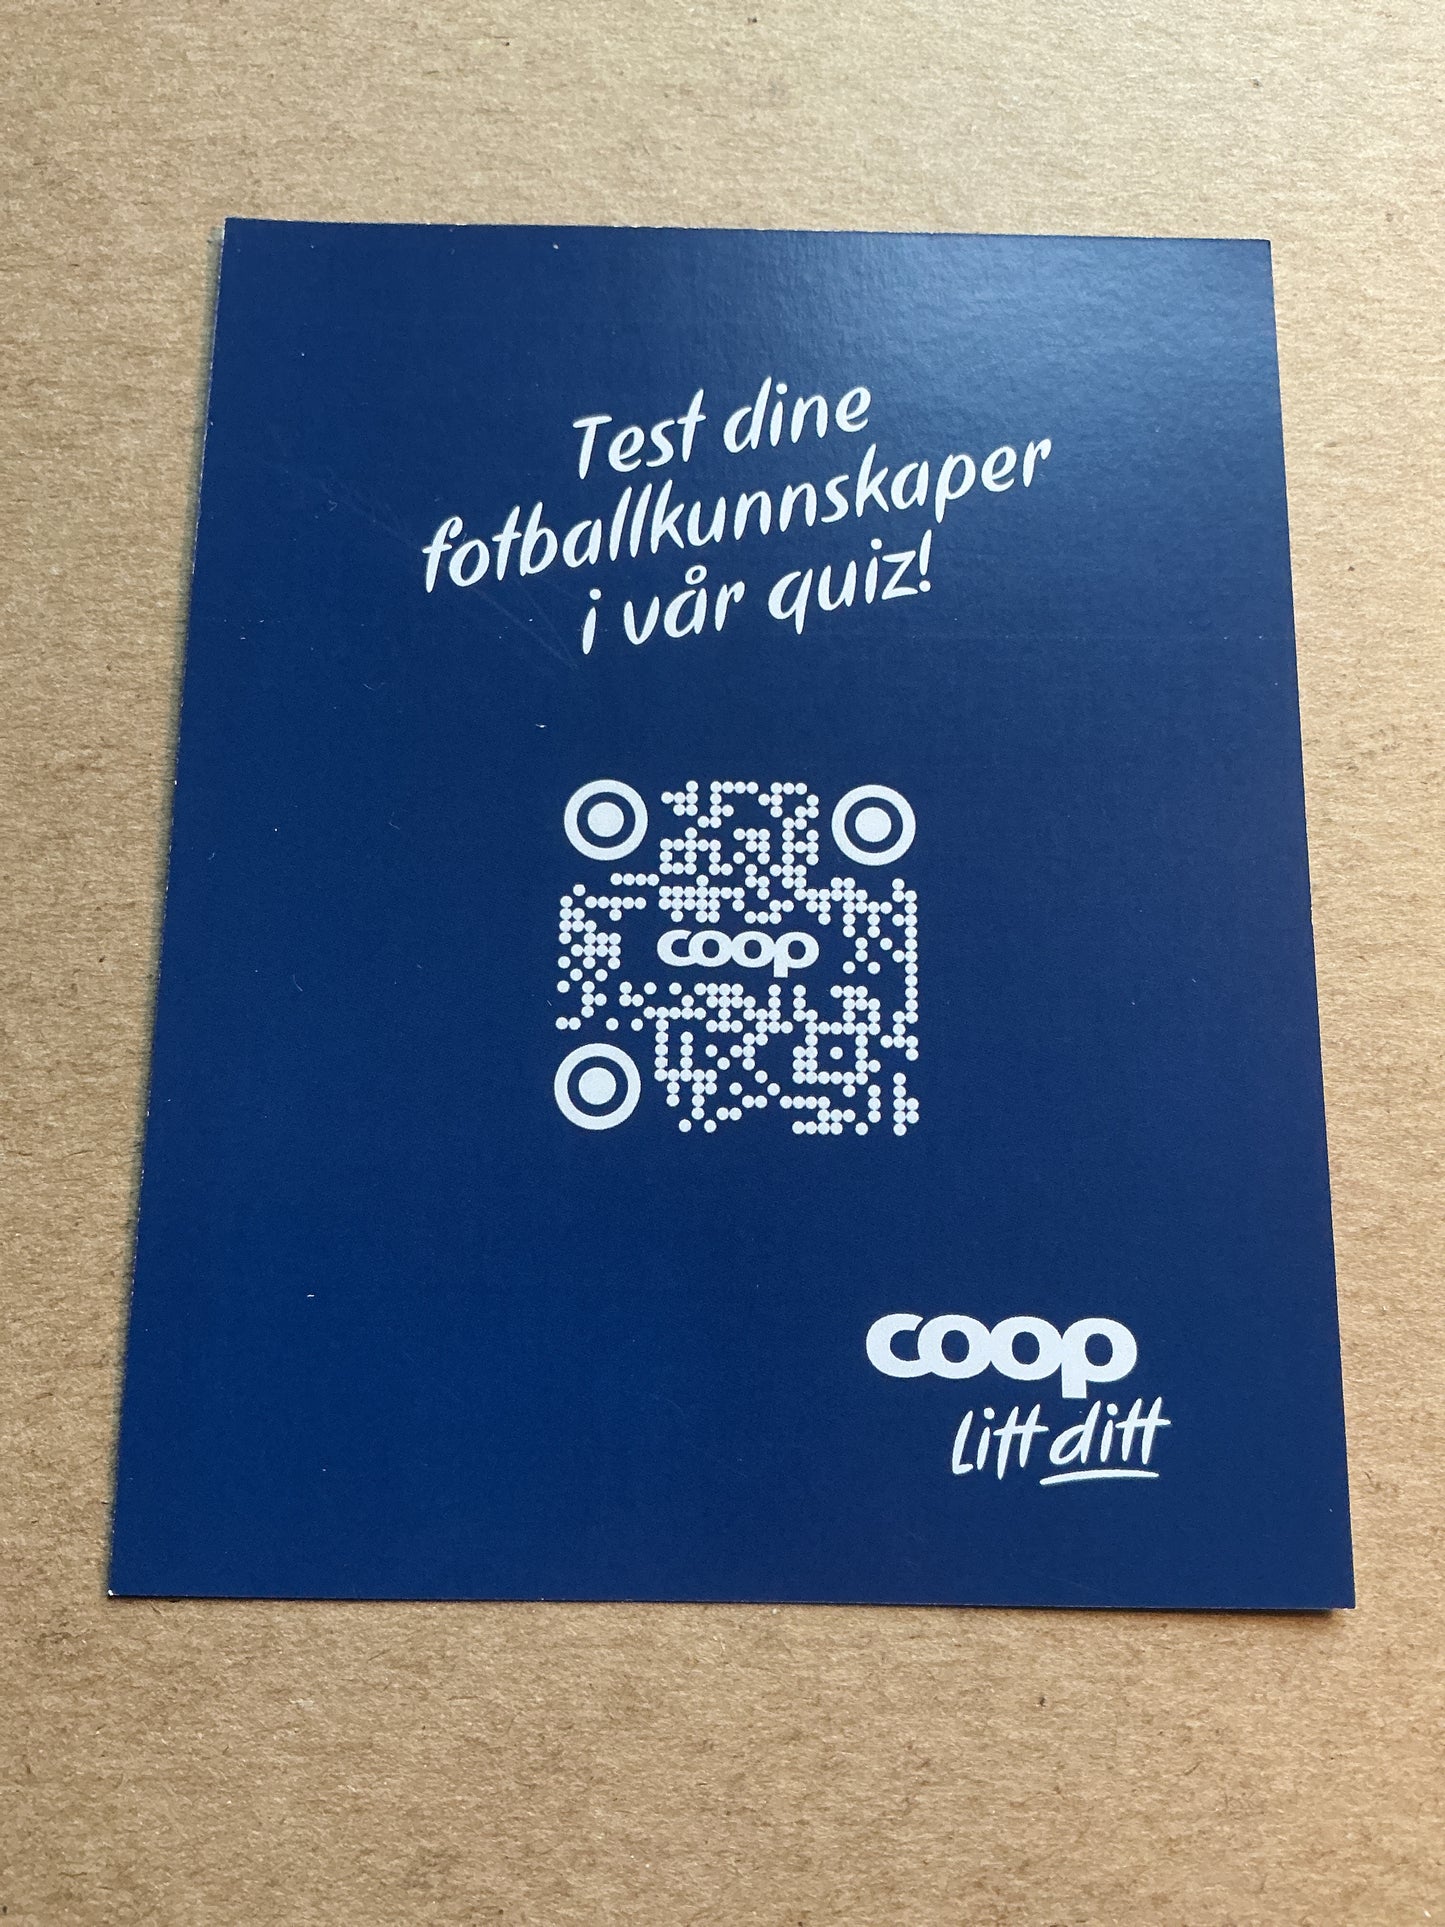 Test dine
fotballkunnskaper
i vår quiz!
coop
coop
litt ditt